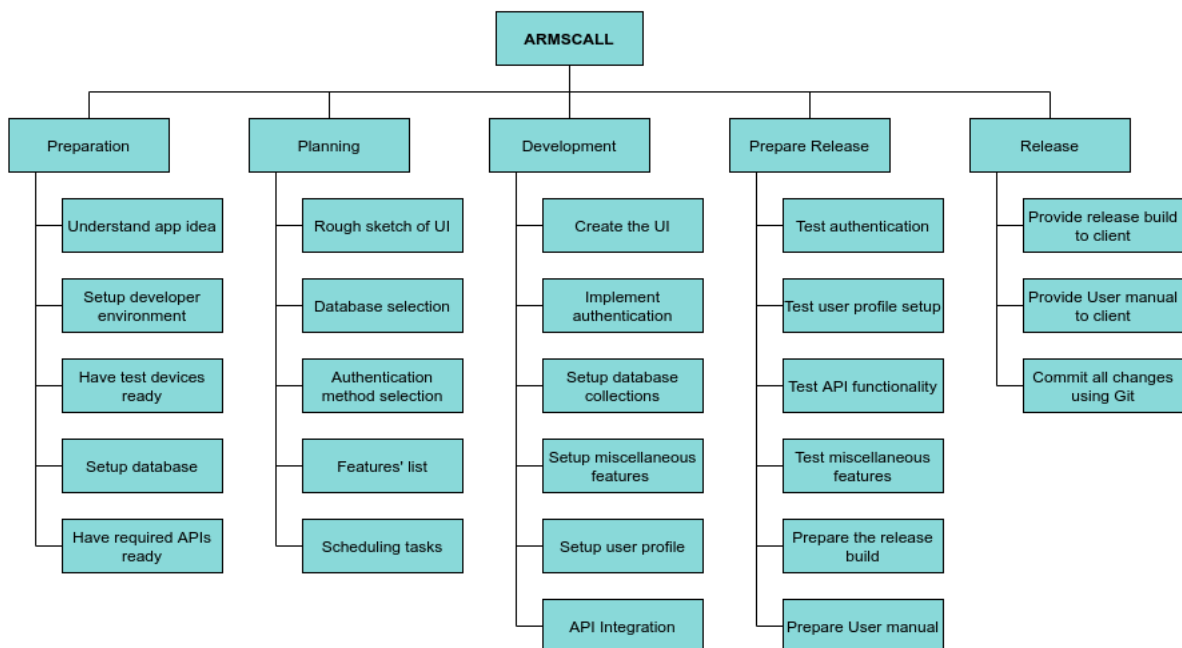 ARMSCALL
Preparation
Understand app idea
Setup developer
environment
Have test devices
ready
Setup database
Have required APIs
ready
Planning
Rough sketch of UI
Database selection
Authentication
method selection
Features' list
Scheduling tasks
Development
Create the UI
Implement
authentication
Setup database
collections
Setup miscellaneous
features
Setup user profile
API Integration
Prepare Release
Test authentication
Test user profile setup
Test API functionality
Test miscellaneous
features
Prepare the release
build
Prepare User manual
Release
Provide release build
to client
Provide User manual
to client
Commit all changes
using Git